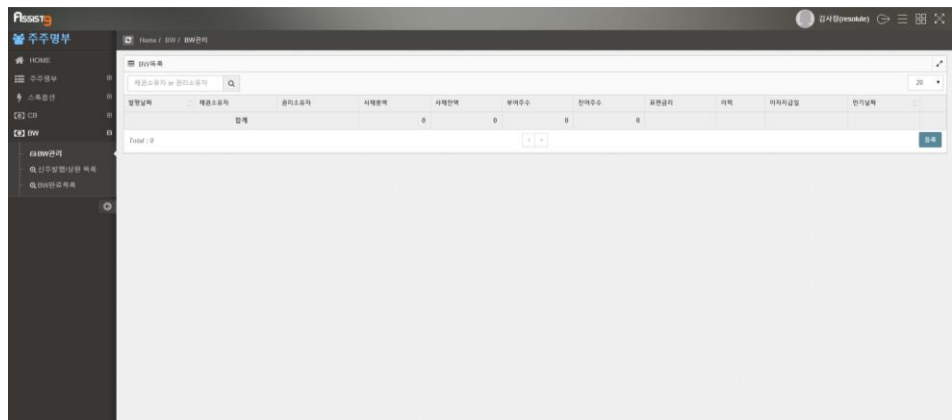 Assist9
김사장(resolute)
주주명부
Home / BW / BW관리
HOME
주주명부
스톡옵션
CB
BW
BW관리
신주발행/상환 목록
BW완료목록
BW목록
채권소유자 or 권리소유자
20
발행날짜 채권소유자 권리소유자 사채총액 사채잔액 부여주수 잔여주수 표면금리 이력 이자지급일 만기날짜
합계 0 0 0 0
Total : 0
등록